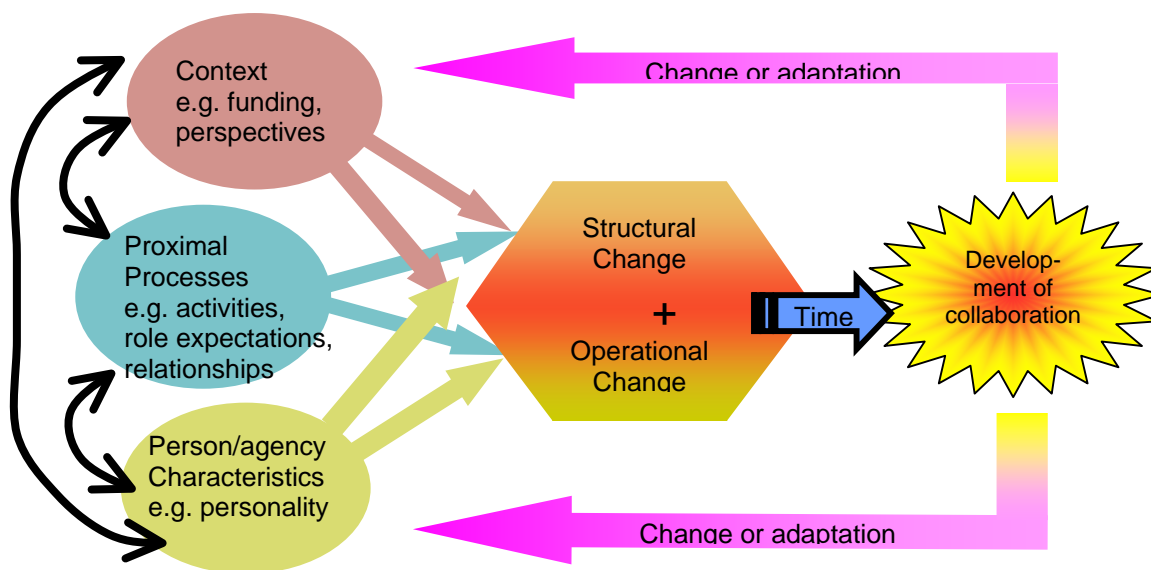 Context
e.g. funding,
perspectives
Change or adaptation
Proximal
Processes
e.g. activities,
role expectations,
relationships
Structural
Change
+
Operational
Change
Time
Develop-
ment of
collaboration
Person/agency
Characteristics
e.g. personality
Change or adaptation